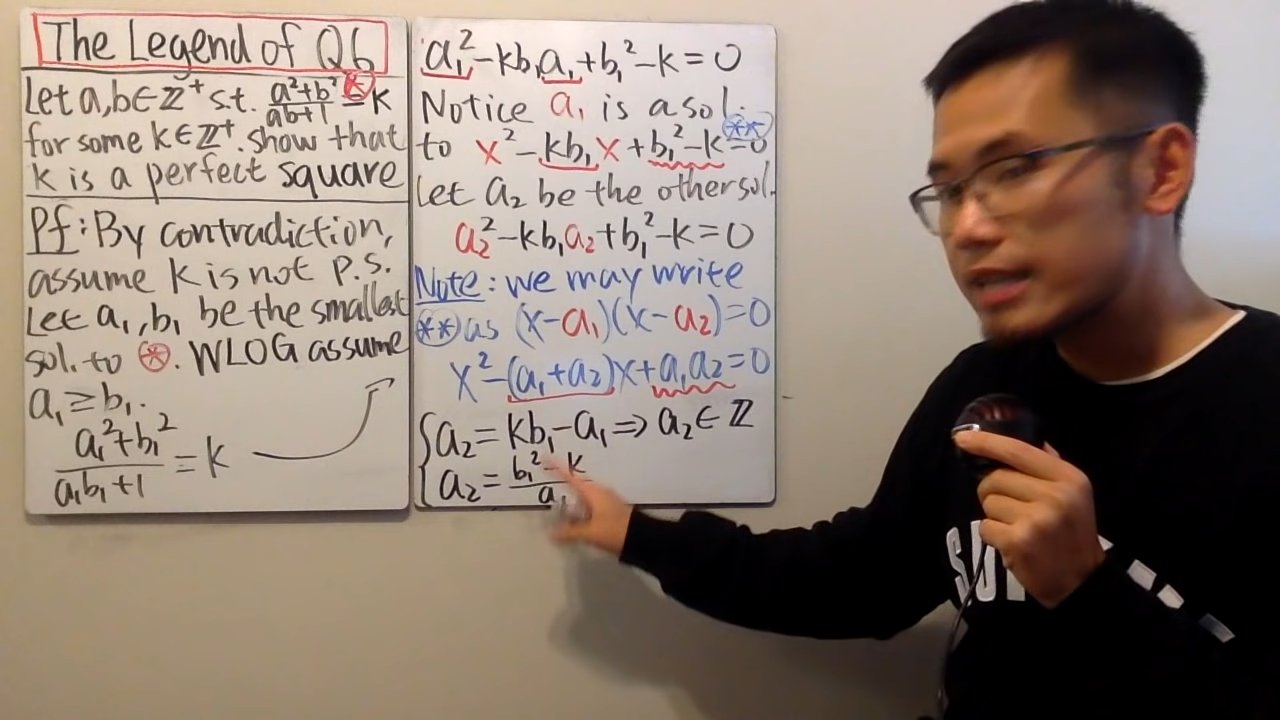 The Legend of Q6
Let a, b ∈ ℤ⁺ s.t. (a²+b²)/(ab+1) = k ⊛
for some k ∈ ℤ⁺. show that
k is a perfect square
Pf: By contradiction,
assume k is not P.S.
Let a₁, b₁ be the smallest
sol. to ⊛. WLOG assume
a₁ ≥ b₁.
(a₁²+b₁²)/(a₁b₁+1) = k
a₁² - kb₁a₁ + b₁² - k = 0
Notice a₁ is a sol.
to x² - kb₁x + b₁² - k = 0 (**)
Let a₂ be the other sol.
a₂² - kb₁a₂ + b₁² - k = 0
Note: we may write
(**) as (x-a₁)(x-a₂)=0
x² - (a₁+a₂)x + a₁a₂ = 0
a₂ = kb₁ - a₁ ⇒ a₂ ∈ ℤ
a₂ = (b₁² - k)/a₁